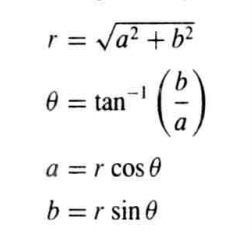 r = √(a² + b²)
θ = tan⁻¹ (b/a)
a = r cos θ
b = r sin θ